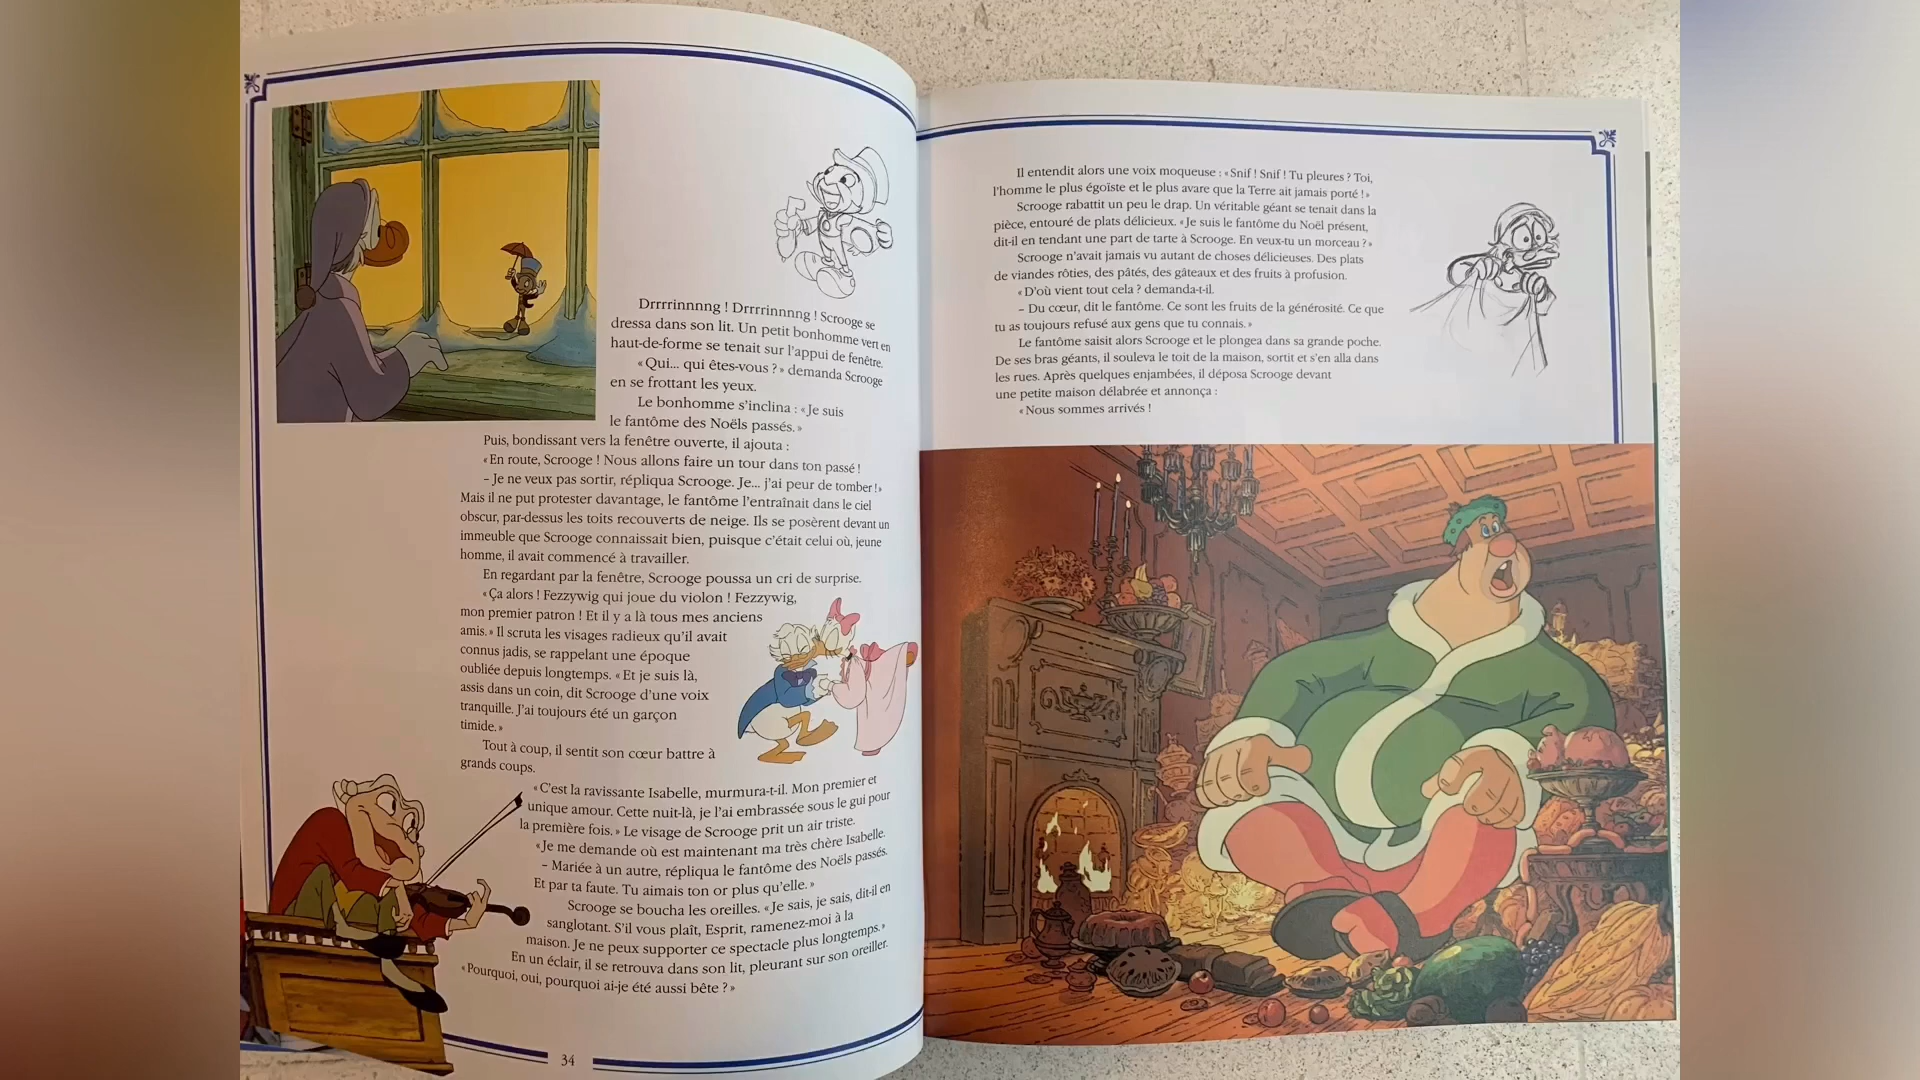 Drrrrinnnng ! Drrrrinnnng ! Scrooge se
dressa dans son lit. Un petit bonhomme vert en
haut-de-forme se tenait sur l'appui de fenêtre.
« Qui... qui êtes-vous ? » demanda Scrooge
en se frottant les yeux.
Le bonhomme s'inclina : « Je suis
le fantôme des Noëls passés. »
Puis, bondissant vers la fenêtre ouverte, il ajouta :
« En route, Scrooge ! Nous allons faire un tour dans ton passé !
– Je ne veux pas sortir, répliqua Scrooge. Je... j'ai peur de tomber ! »
Mais il ne put protester davantage, le fantôme l'entraînait dans le ciel
obscur, par-dessus les toits recouverts de neige. Ils se posèrent devant un
immeuble que Scrooge connaissait bien, puisque c'était celui où, jeune
homme, il avait commencé à travailler.
En regardant par la fenêtre, Scrooge poussa un cri de surprise.
« Ça alors ! Fezzywig qui joue du violon ! Fezzywig,
mon premier patron ! Et il y a là tous mes anciens
amis. » Il scruta les visages radieux qu'il avait
connus jadis, se rappelant une époque
oubliée depuis longtemps. « Et je suis là,
assis dans un coin, dit Scrooge d'une voix
tranquille. J'ai toujours été un garçon
timide. »
Tout à coup, il sentit son cœur battre à
grands coups.
« C'est la ravissante Isabelle, murmura-t-il. Mon premier et
unique amour. Cette nuit-là, je l'ai embrassée sous le gui pour
la première fois. » Le visage de Scrooge prit un air triste.
« Je me demande où est maintenant ma très chère Isabelle.
– Mariée à un autre, répliqua le fantôme des Noëls passés.
Et par ta faute. Tu aimais ton or plus qu'elle. »
Scrooge se boucha les oreilles. « Je sais, je sais, dit-il en
sanglotant. S'il vous plaît, Esprit, ramenez-moi à la
maison. Je ne peux supporter ce spectacle plus longtemps. »
En un éclair, il se retrouva dans son lit, pleurant sur son oreiller.
« Pourquoi, oui, pourquoi ai-je été aussi bête ? »
34
Il entendit alors une voix moqueuse : « Snif ! Snif ! Tu pleures ? Toi,
l'homme le plus égoïste et le plus avare que la Terre ait jamais porté ! »
Scrooge rabattit un peu le drap. Un véritable géant se tenait dans la
pièce, entouré de plats délicieux. « Je suis le fantôme du Noël présent,
dit-il en tendant une part de tarte à Scrooge. En veux-tu un morceau ? »
Scrooge n'avait jamais vu autant de choses délicieuses. Des plats
de viandes rôties, des pâtés, des gâteaux et des fruits à profusion.
« D'où vient tout cela ? demanda-t-il.
– Du cœur, dit le fantôme. Ce sont les fruits de la générosité. Ce que
tu as toujours refusé aux gens que tu connais. »
Le fantôme saisit alors Scrooge et le plongea dans sa grande poche.
De ses bras géants, il souleva le toit de la maison, sortit et s'en alla dans
les rues. Après quelques enjambées, il déposa Scrooge devant
une petite maison délabrée et annonça :
« Nous sommes arrivés !